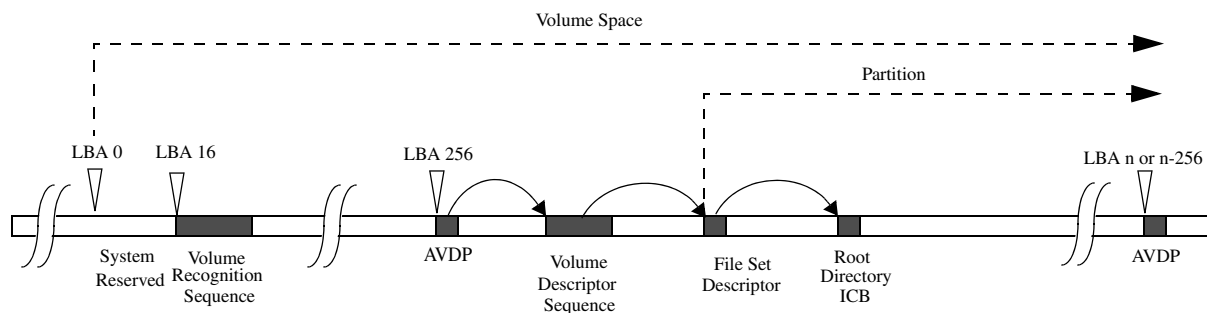 Volume Space
Partition
LBA 0
LBA 16
LBA 256
LBA n or n-256
System
Reserved
Volume
Recognition
Sequence
AVDP
Volume
Descriptor
Sequence
File Set
Descriptor
Root
Directory
ICB
AVDP